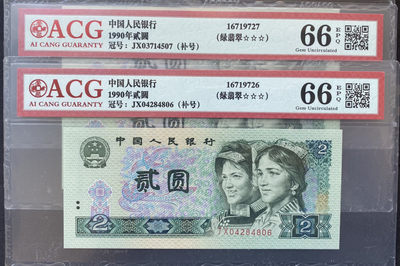 ACG
AI CANG GUARANTY
中国人民银行
1990年贰圆
冠号：JX03714507（补号）
16719727
（绿翡翠☆☆☆）
66 EPQ
Gem Uncirculated
ACG
AI CANG GUARANTY
中国人民银行
1990年贰圆
冠号：JX04284806（补号）
16719726
（绿翡翠☆☆☆）
66 EPQ
Gem Uncirculated
中国人民银行
2
贰圆
2
2
JX04284806